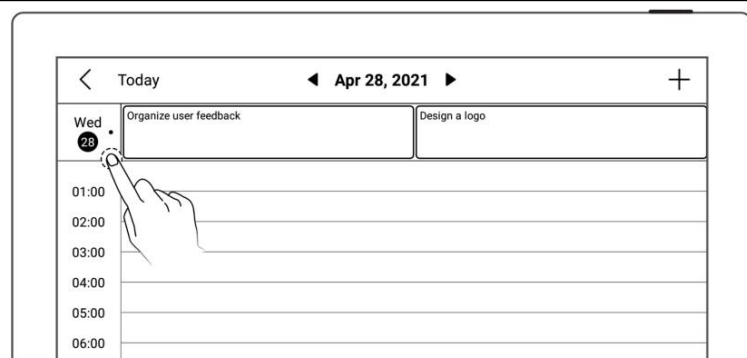 Today
Apr 28, 2021
Wed
28
Organize user feedback
Design a logo
01:00
02:00
03:00
04:00
05:00
06:00